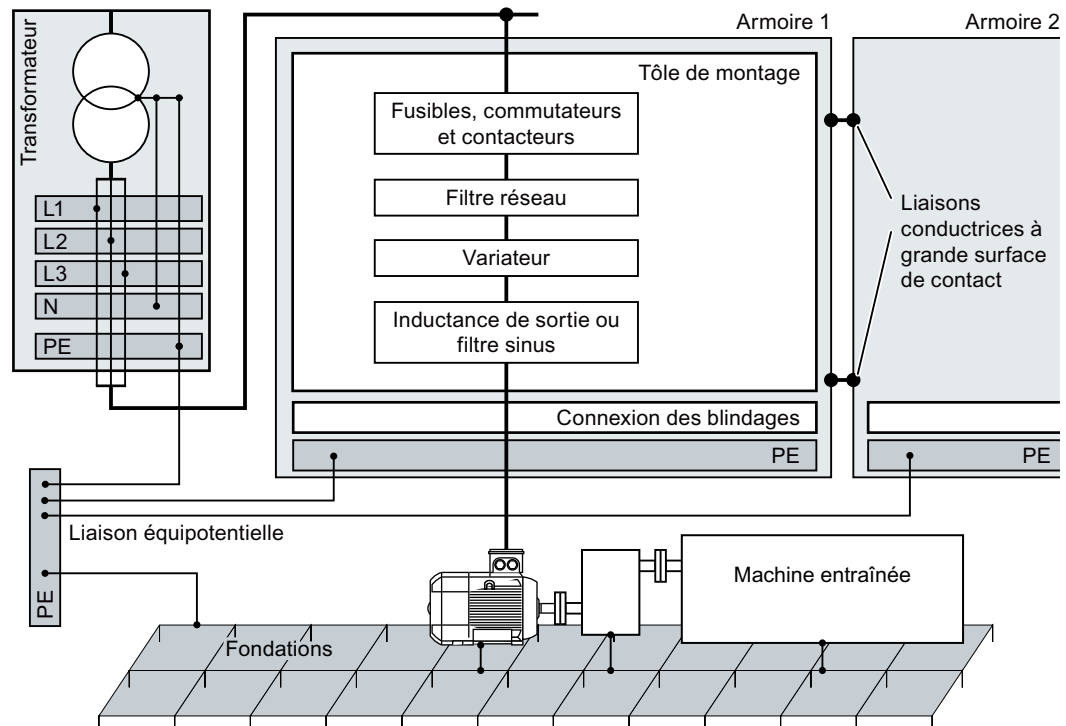 Transformateur
L1
L2
L3
N
PE
Armoire 1
Tôle de montage
Fusibles, commutateurs
et contacteurs
Filtre réseau
Variateur
Inductance de sortie ou
filtre sinus
Connexion des blindages
PE
Armoire 2
Liaisons
conductrices à
grande surface
de contact
PE
Liaison équipotentielle
PE
Machine entraînée
Fondations